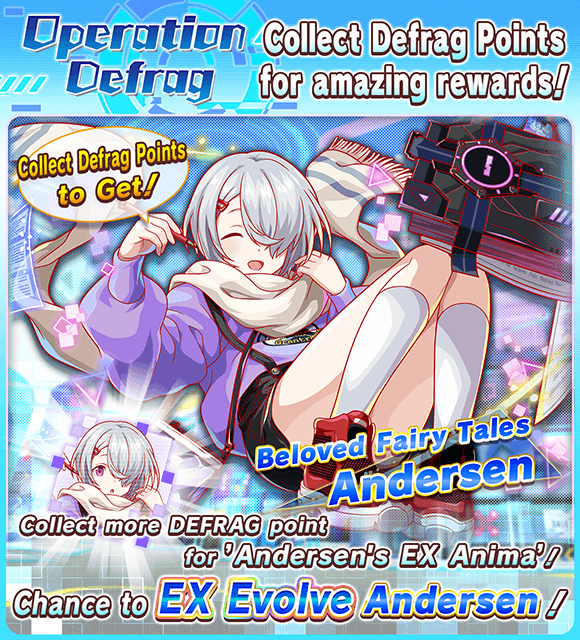 Operation
Defrag
Collect Defrag Points
for amazing rewards!
Collect Defrag Points
to Get!
Beloved Fairy Tales
Andersen
Collect more DEFRAG point
for 'Andersen's EX Anima'!
Chance to EX Evolve Andersen !